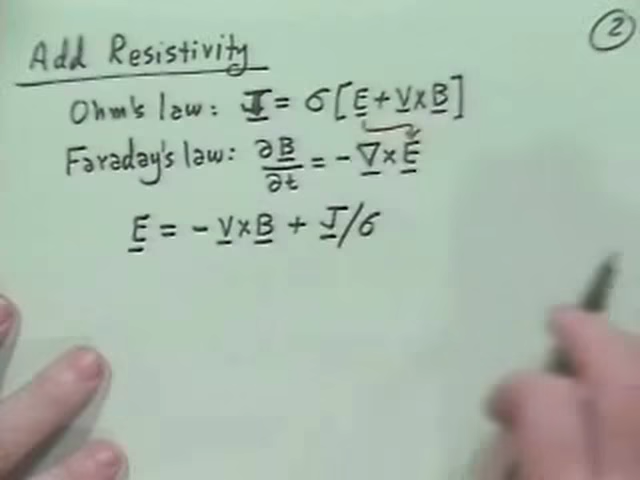 Add Resistivity
②
Ohm's law: J = σ [E + V × B]
Faraday's law: ∂B/∂t = - ∇ × E
E = - V × B + J/σ